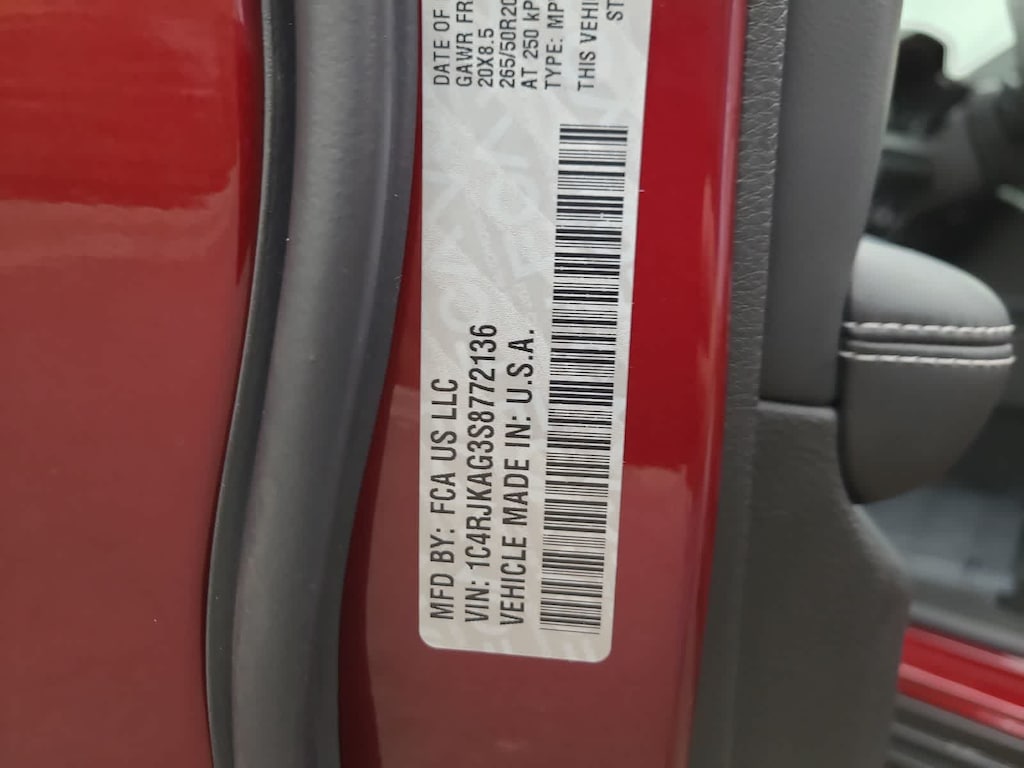 MFD BY: FCA US LLC
VIN: 1C4RJKAG3S8772136
VEHICLE MADE IN: U.S.A.
DATE OF
GAWR FR
20X8.5
265/50R20
AT 250 kP
TYPE: MP
THIS VEHI
ST